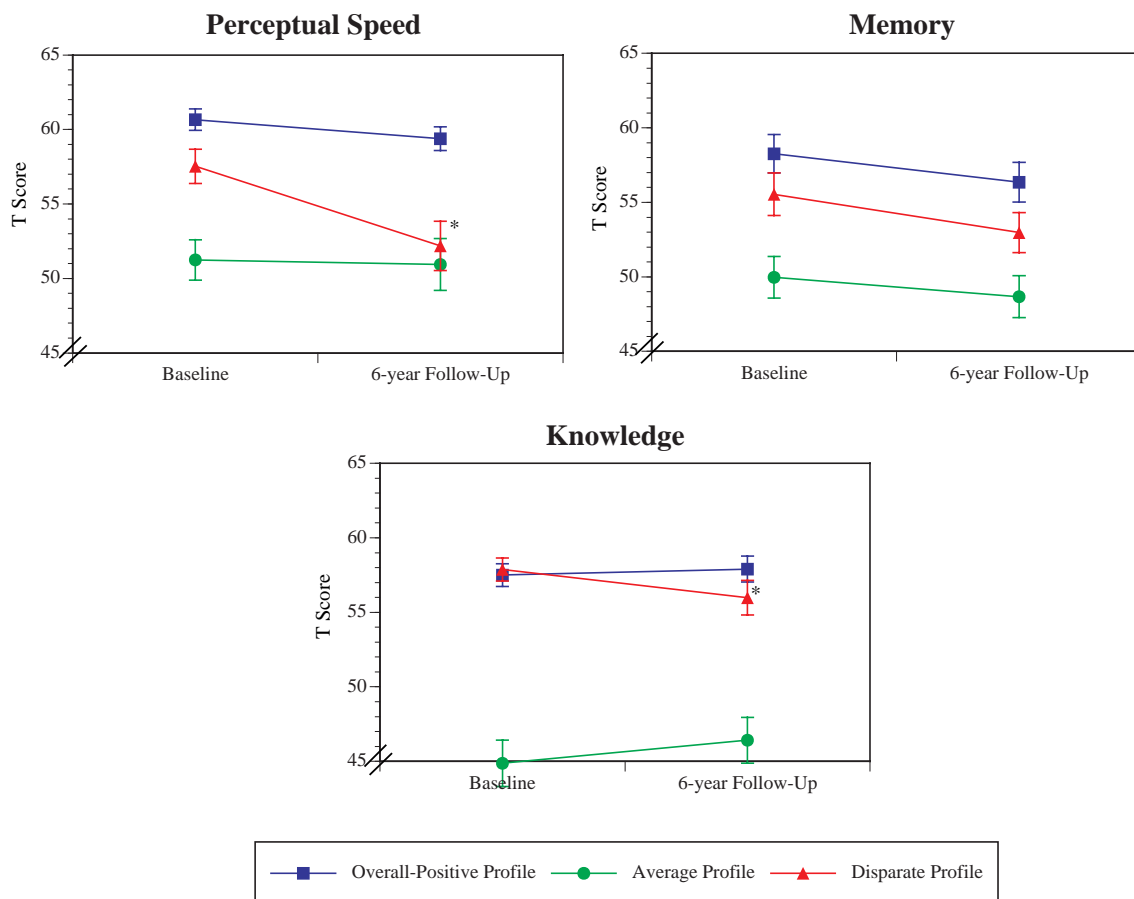 Perceptual Speed
65
60
55
50
45
T Score
*
Baseline 6-year Follow-Up
Memory
65
60
55
50
45
T Score
Baseline 6-year Follow-Up
Knowledge
65
60
55
50
45
T Score
*
Baseline 6-year Follow-Up
Overall-Positive Profile Average Profile Disparate Profile